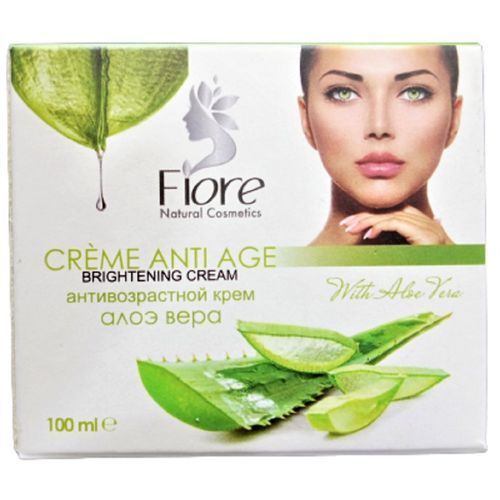 Fiore
Natural Cosmetics
CRÈME ANTI AGE
BRIGHTENING CREAM
антивозрастной крем
алоэ вера
With Aloe Vera
100 ml ℮